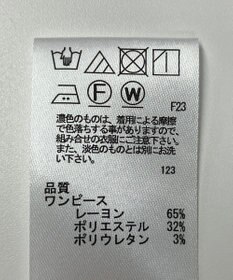 F W
F23
濃色のものは、着用による摩擦
で色落ちする事がありますので、
組み合せの衣服にご注意下さい。
また、淡色のものとは別にお洗
い下さい。
123
品質
ワンピース
レーヨン 65%
ポリエステル 32%
ポリウレタン 3%